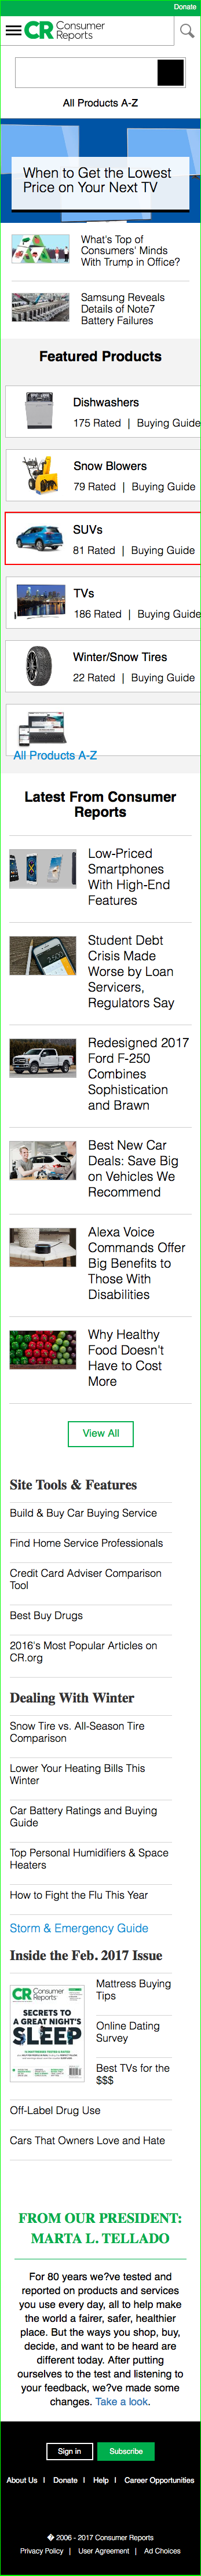 Donate
CR Consumer Reports
All Products A-Z
When to Get the Lowest
Price on Your Next TV
What's Top of
Consumers' Minds
With Trump in Office?
Samsung Reveals
Details of Note7
Battery Failures
Featured Products
Dishwashers
175 Rated | Buying Guide
Snow Blowers
79 Rated | Buying Guide
SUVs
81 Rated | Buying Guide
TVs
186 Rated | Buying Guide
Winter/Snow Tires
22 Rated | Buying Guide
All Products A-Z
Latest From Consumer
Reports
Low-Priced
Smartphones
With High-End
Features
Student Debt
Crisis Made
Worse by Loan
Servicers,
Regulators Say
Redesigned 2017
Ford F-250
Combines
Sophistication
and Brawn
Best New Car
Deals: Save Big
on Vehicles We
Recommend
Alexa Voice
Commands Offer
Big Benefits to
Those With
Disabilities
Why Healthy
Food Doesn't
Have to Cost
More
View All
Site Tools & Features
Build & Buy Car Buying Service
Find Home Service Professionals
Credit Card Adviser Comparison
Tool
Best Buy Drugs
2016's Most Popular Articles on
CR.org
Dealing With Winter
Snow Tire vs. All-Season Tire
Comparison
Lower Your Heating Bills This
Winter
Car Battery Ratings and Buying
Guide
Top Personal Humidifiers & Space
Heaters
How to Fight the Flu This Year
Storm & Emergency Guide
Inside the Feb. 2017 Issue
CR Consumer Reports
SECRETS TO
A GREAT NIGHT'S
SLEEP
Mattress Buying
Tips
Online Dating
Survey
Best TVs for the
$$$
Off-Label Drug Use
Cars That Owners Love and Hate
FROM OUR PRESIDENT:
MARTA L. TELLADO
For 80 years we?ve tested and
reported on products and services
you use every day, all to help make
the world a fairer, safer, healthier
place. But the ways you shop, buy,
decide, and want to be heard are
different today. After putting
ourselves to the test and listening to
your feedback, we?ve made some
changes. Take a look.
Sign in Subscribe
About Us | Donate | Help | Career Opportunities
� 2006 - 2017 Consumer Reports
Privacy Policy | User Agreement | Ad Choices